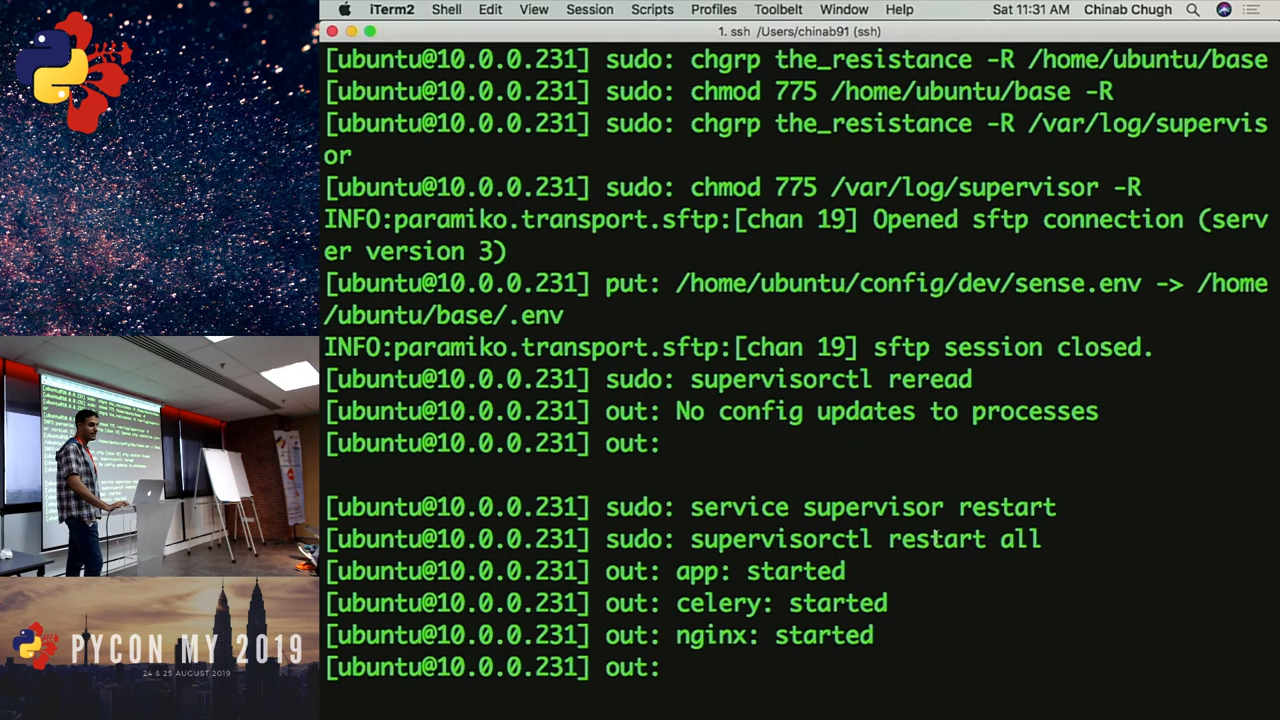 iTerm2 Shell Edit View Session Scripts Profiles Toolbelt Window Help Sat 11:31 AM Chinab Chugh
1. ssh /Users/chinab91 (ssh)
[ubuntu@10.0.0.231] sudo: chgrp the_resistance -R /home/ubuntu/base
[ubuntu@10.0.0.231] sudo: chmod 775 /home/ubuntu/base -R
[ubuntu@10.0.0.231] sudo: chgrp the_resistance -R /var/log/supervis
or
[ubuntu@10.0.0.231] sudo: chmod 775 /var/log/supervisor -R
INFO:paramiko.transport.sftp:[chan 19] Opened sftp connection (serv
er version 3)
[ubuntu@10.0.0.231] put: /home/ubuntu/config/dev/sense.env -> /home
/ubuntu/base/.env
INFO:paramiko.transport.sftp:[chan 19] sftp session closed.
[ubuntu@10.0.0.231] sudo: supervisorctl reread
[ubuntu@10.0.0.231] out: No config updates to processes
[ubuntu@10.0.0.231] out:
[ubuntu@10.0.0.231] sudo: service supervisor restart
[ubuntu@10.0.0.231] sudo: supervisorctl restart all
[ubuntu@10.0.0.231] out: app: started
[ubuntu@10.0.0.231] out: celery: started
[ubuntu@10.0.0.231] out: nginx: started
[ubuntu@10.0.0.231] out:
PYCON MY 2019
24 & 25 AUGUST 2019